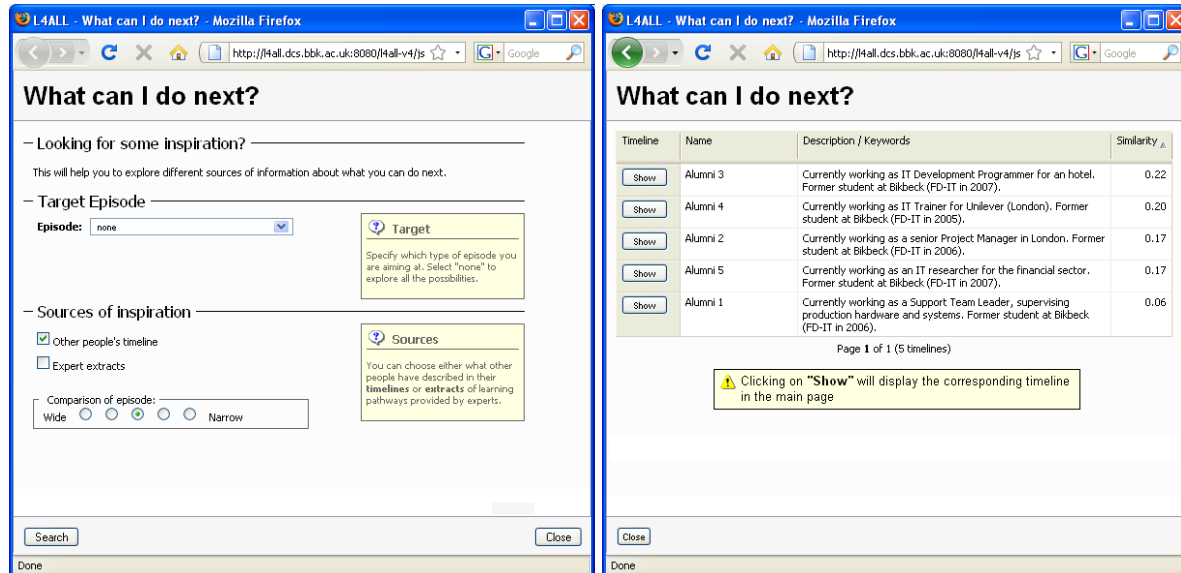 L4ALL - What can I do next? - Mozilla Firefox
http://l4all.dcs.bbk.ac.uk:8080/l4all-v4/js
G
Google
What can I do next?
Looking for some inspiration?
This will help you to explore different sources of information about what you can do next.
Target Episode
Episode:
none
Target
Specify which type of episode you
are aiming at. Select "none" to
explore all the possibilities.
Sources of inspiration
Other people's timeline
Expert extracts
Sources
You can choose either what other
people have described in their
timelines or extracts of learning
pathways provided by experts.
Comparison of episode:
Wide
Narrow
Search
Close
Done
L4ALL - What can I do next? - Mozilla Firefox
http://l4all.dcs.bbk.ac.uk:8080/l4all-v4/js
G
Google
What can I do next?
Timeline Name Description / Keywords Similarity
Show Alumni 3 Currently working as IT Development Programmer for an hotel. 0.22
Former student at Bikbeck (FD-IT in 2007).
Show Alumni 4 Currently working as IT Trainer for Unilever (London). Former 0.20
student at Bikbeck (FD-IT in 2005).
Show Alumni 2 Currently working as a senior Project Manager in London. Former 0.17
student at Bikbeck (FD-IT in 2006).
Show Alumni 5 Currently working as an IT researcher for the financial sector. 0.17
Former student at Bikbeck (FD-IT in 2007).
Show Alumni 1 Currently working as a Support Team Leader, supervising 0.06
production hardware and systems. Former student at Bikbeck
(FD-IT in 2006).
Page 1 of 1 (5 timelines)
Clicking on "Show" will display the corresponding timeline
in the main page
Close
Done